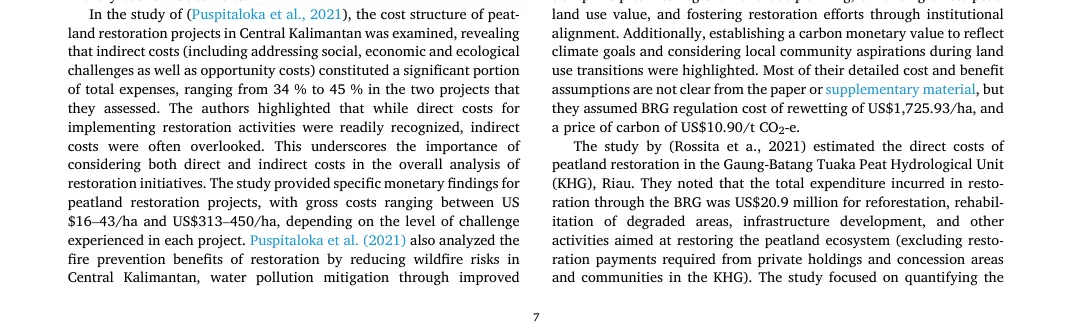 In the study of (Puspitaloka et al., 2021), the cost structure of peat-
land restoration projects in Central Kalimantan was examined, revealing
that indirect costs (including addressing social, economic and ecological
challenges as well as opportunity costs) constituted a significant portion
of total expenses, ranging from 34 % to 45 % in the two projects that
they assessed. The authors highlighted that while direct costs for
implementing restoration activities were readily recognized, indirect
costs were often overlooked. This underscores the importance of
considering both direct and indirect costs in the overall analysis of
restoration initiatives. The study provided specific monetary findings for
peatland restoration projects, with gross costs ranging between US
$16–43/ha and US$313–450/ha, depending on the level of challenge
experienced in each project. Puspitaloka et al. (2021) also analyzed the
fire prevention benefits of restoration by reducing wildfire risks in
Central Kalimantan, water pollution mitigation through improved
land use value, and fostering restoration efforts through institutional
alignment. Additionally, establishing a carbon monetary value to reflect
climate goals and considering local community aspirations during land
use transitions were highlighted. Most of their detailed cost and benefit
assumptions are not clear from the paper or supplementary material, but
they assumed BRG regulation cost of rewetting of US$1,725.93/ha, and
a price of carbon of US$10.90/t CO₂-e.
The study by (Rossita et al., 2021) estimated the direct costs of
peatland restoration in the Gaung-Batang Tuaka Peat Hydrological Unit
(KHG), Riau. They noted that the total expenditure incurred in resto-
ration through the BRG was US$20.9 million for reforestation, rehabil-
itation of degraded areas, infrastructure development, and other
activities aimed at restoring the peatland ecosystem (excluding resto-
ration payments required from private holdings and concession areas
and communities in the KHG). The study focused on quantifying the
7